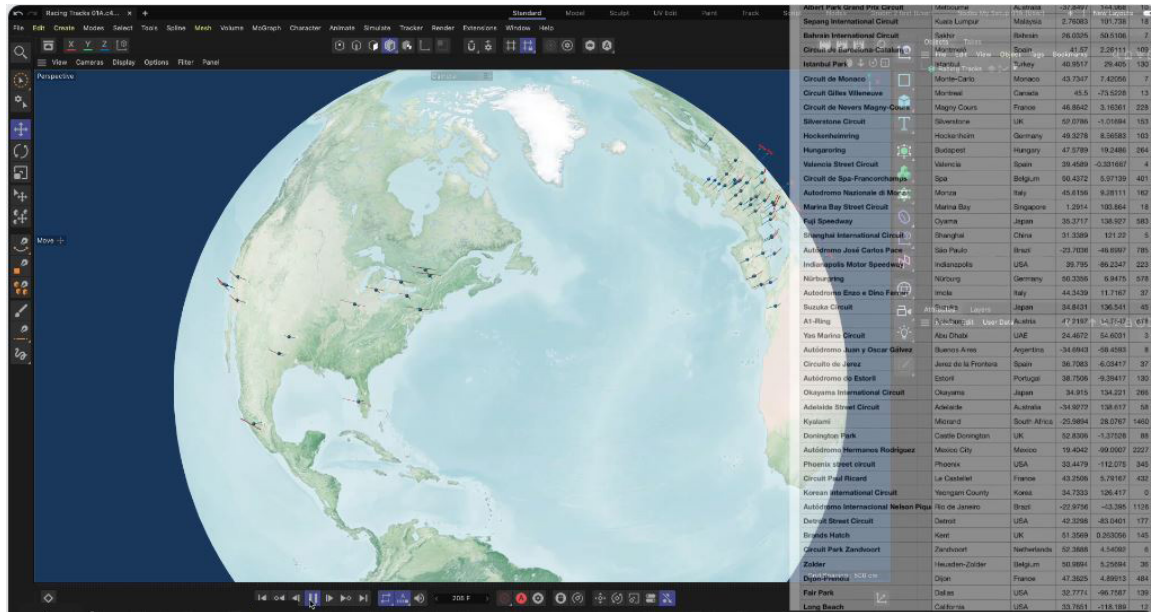 Racing Tracks 01A.c4...
Standard Model Sculpt UV Edit Paint Track
File Edit Create Modes Select Tools Spline Mesh Volume MoGraph Character Animate Simulate Tracker Render Extensions Window Help
X Y Z
View Cameras Display Options Filter Panel
Perspective
Move
208 F
Albert Park Grand Prix Circuit Melbourne Australia
Sepang International Circuit Kuala Lumpur Malaysia 2.76083 101.738 18
Bahrain International Circuit Sakhir Bahrain 26.0325 50.5106 7
Circuit de Barcelona-Catalunya Montmeló Spain 41.57 2.26111 109
Istanbul Park Istanbul Turkey 40.9517 29.405 130
Circuit de Monaco Monte-Carlo Monaco 43.7347 7.42056 7
Circuit Gilles Villeneuve Montreal Canada 45.5 -73.5228 13
Circuit de Nevers Magny-Cours Magny Cours France 46.8642 3.16361 228
Silverstone Circuit Silverstone UK 52.0786 -1.01694 153
Hockenheimring Hockenheim Germany 49.3278 8.56583 103
Hungaroring Budapest Hungary 47.5789 19.2486 264
Valencia Street Circuit Valencia Spain 39.4589 -0.331667 4
Circuit de Spa-Francorchamps Spa Belgium 50.4372 5.97139 401
Autodromo Nazionale di Monza Italy 45.6156 9.28111 162
Marina Bay Street Circuit Marina Bay Singapore 1.2914 103.864 18
Fuji Speedway Oyama Japan 35.3717 138.927 583
Shanghai International Circuit Shanghai China 31.3389 121.22 5
Autódromo José Carlos Pace São Paulo Brazil -23.7036 -46.6997 785
Indianapolis Motor Speedway Indianapolis USA 39.795 -86.2347 223
Nürburgring Nürburg Germany 50.3356 6.9475 578
Autodromo Enzo e Dino Ferrari Imola Italy 44.3439 11.7167 37
Suzuka Circuit Suzuka Japan 34.8431 136.541 45
A1-Ring Austria 47.2197
Yas Marina Circuit Abu Dhabi UAE 24.4672 54.6031 3
Autódromo Juan y Oscar Gálvez Buenos Aires Argentina -34.6943 -58.4593 8
Circuito de Jerez Jerez de la Frontera Spain 36.7083 -6.03417 37
Autódromo do Estoril Estoril Portugal 38.7506 -9.39417 130
Okayama International Circuit Okayama Japan 34.915 134.221 266
Adelaide Street Circuit Adelaide Australia -34.9272 138.617 58
Kyalami Midrand South Africa -25.9894 28.0767 1460
Donington Park Castle Donington UK 52.8306 -1.37528 88
Autódromo Hermanos Rodríguez Mexico City Mexico 19.4042 -99.0907 2227
Phoenix street circuit Phoenix USA 33.4479 -112.075 345
Circuit Paul Ricard Le Castellet France 43.2506 5.79167 432
Korean International Circuit Yeongam County Korea 34.7333 126.417 0
Autódromo Internacional Nelson Piquet Rio de Janeiro Brazil -22.9756 -43.395 1126
Detroit Street Circuit Detroit USA 42.3298 -83.0401 177
Brands Hatch Kent UK 51.3569 0.263056 145
Circuit Park Zandvoort Zandvoort Netherlands 52.3888 4.54092 6
Zolder Heusden-Zolder Belgium 50.9894 5.25694 36
Dijon-Prenois Dijon France 47.3625 4.89913 484
Fair Park Dallas USA 32.7774 -96.7587 139
Long Beach California USA 33.7651 -118.189 12